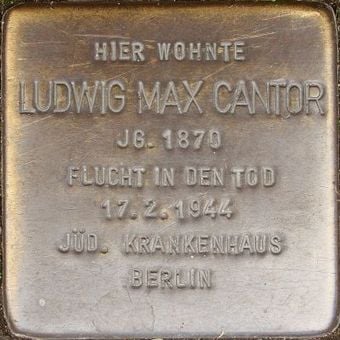 HIER WOHNTE
LUDWIG MAX CANTOR
JG. 1870
FLUCHT IN DEN TOD
17.2.1944
JÜD. KRANKENHAUS
BERLIN